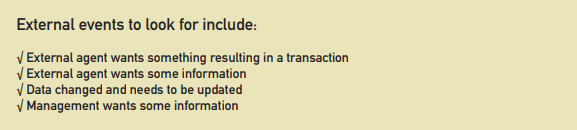 External events to look for include:
√ External agent wants something resulting in a transaction
√ External agent wants some information
√ Data changed and needs to be updated
√ Management wants some information